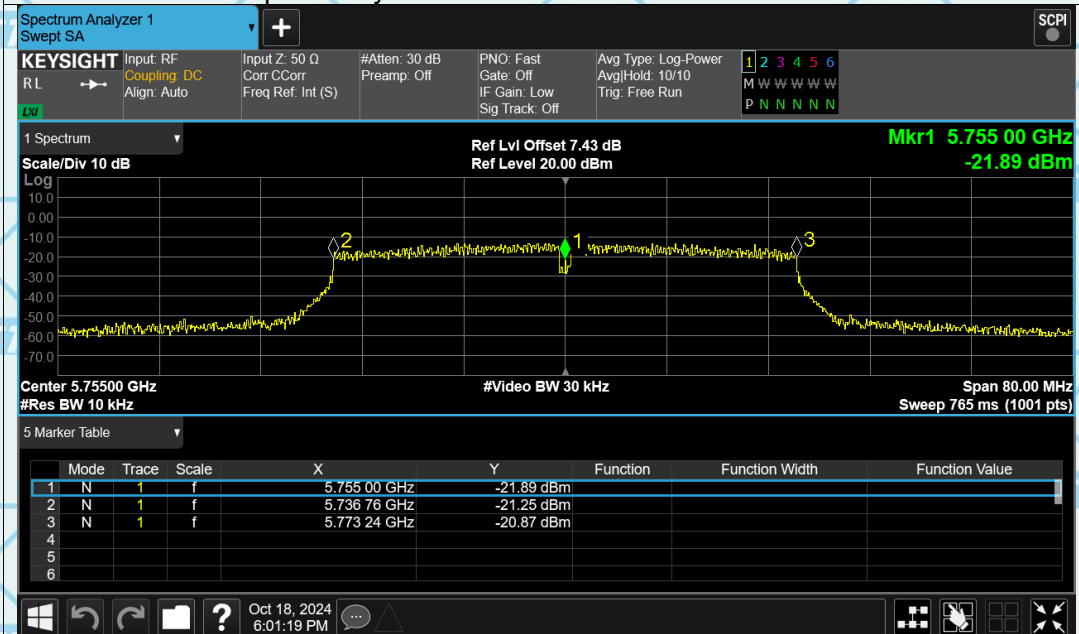 Spectrum Analyzer 1
Swept SA
+
SCPI
KEYSIGHT
RL
LXI
Input: RF
Coupling: DC
Align: Auto
Input Z: 50 Ω
Corr CCorr
Freq Ref: Int (S)
#Atten: 30 dB
Preamp: Off
PNO: Fast
Gate: Off
IF Gain: Low
Sig Track: Off
Avg Type: Log-Power
Avg|Hold: 10/10
Trig: Free Run
1 2 3 4 5 6
M W W W W W
P N N N N N
1 Spectrum
Scale/Div 10 dB
Ref Lvl Offset 7.43 dB
Ref Level 20.00 dBm
Mkr1 5.755 00 GHz
-21.89 dBm
Log
10.0
0.00
-10.0
-20.0
-30.0
-40.0
-50.0
-60.0
-70.0
2
1
3
Center 5.75500 GHz
#Video BW 30 kHz
Span 80.00 MHz
#Res BW 10 kHz
Sweep 765 ms (1001 pts)
5 Marker Table
Mode Trace Scale X Y Function Function Width Function Value
1 N 1 f 5.755 00 GHz -21.89 dBm
2 N 1 f 5.736 76 GHz -21.25 dBm
3 N 1 f 5.773 24 GHz -20.87 dBm
4
5
6
?
Oct 18, 2024
6:01:19 PM